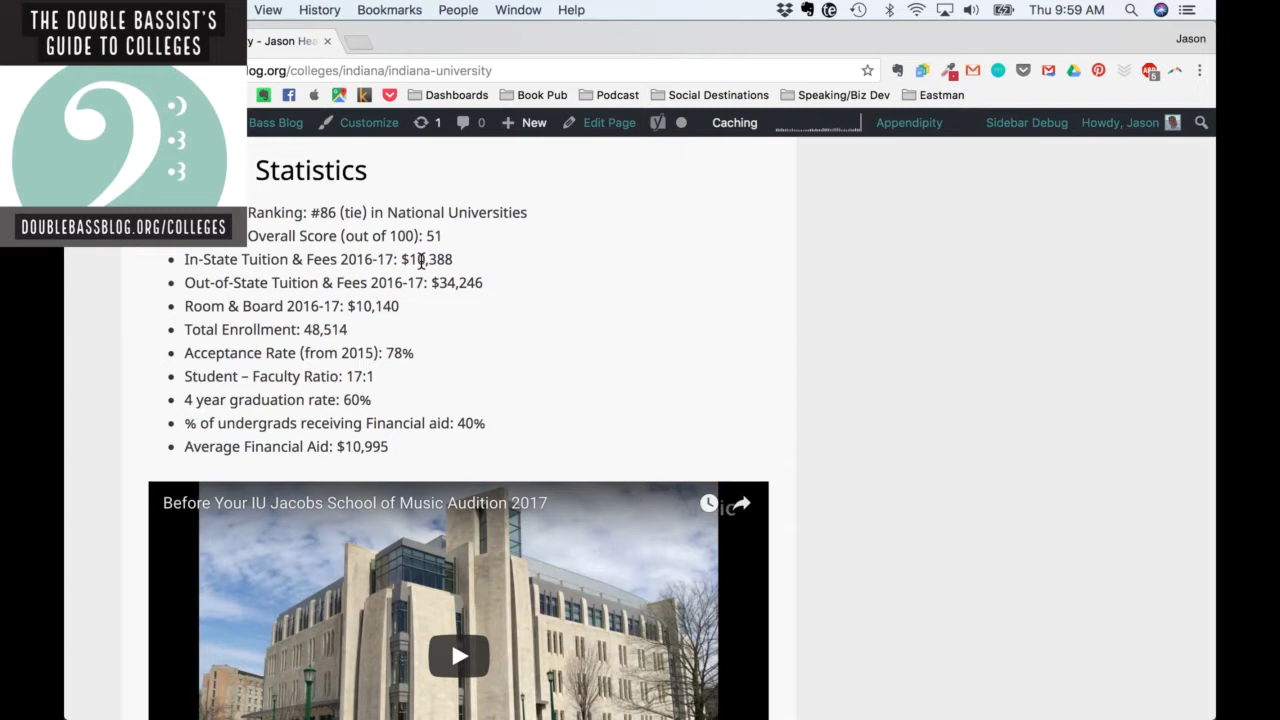 THE DOUBLE BASSIST'S
GUIDE TO COLLEGES
DOUBLEBASSBLOG.ORG/COLLEGES
View History Bookmarks People Window Help
Thu 9:59 AM
y - Jason Hea
Jason
log.org/colleges/indiana/indiana-university
Dashboards Book Pub Podcast Social Destinations Speaking/Biz Dev Eastman
Bass Blog Customize 1 0 New Edit Page Caching Appendipity Sidebar Debug Howdy, Jason
Statistics
Ranking: #86 (tie) in National Universities
Overall Score (out of 100): 51
In-State Tuition & Fees 2016-17: $10,388
Out-of-State Tuition & Fees 2016-17: $34,246
Room & Board 2016-17: $10,140
Total Enrollment: 48,514
Acceptance Rate (from 2015): 78%
Student – Faculty Ratio: 17:1
4 year graduation rate: 60%
% of undergrads receiving Financial aid: 40%
Average Financial Aid: $10,995
Before Your IU Jacobs School of Music Audition 2017